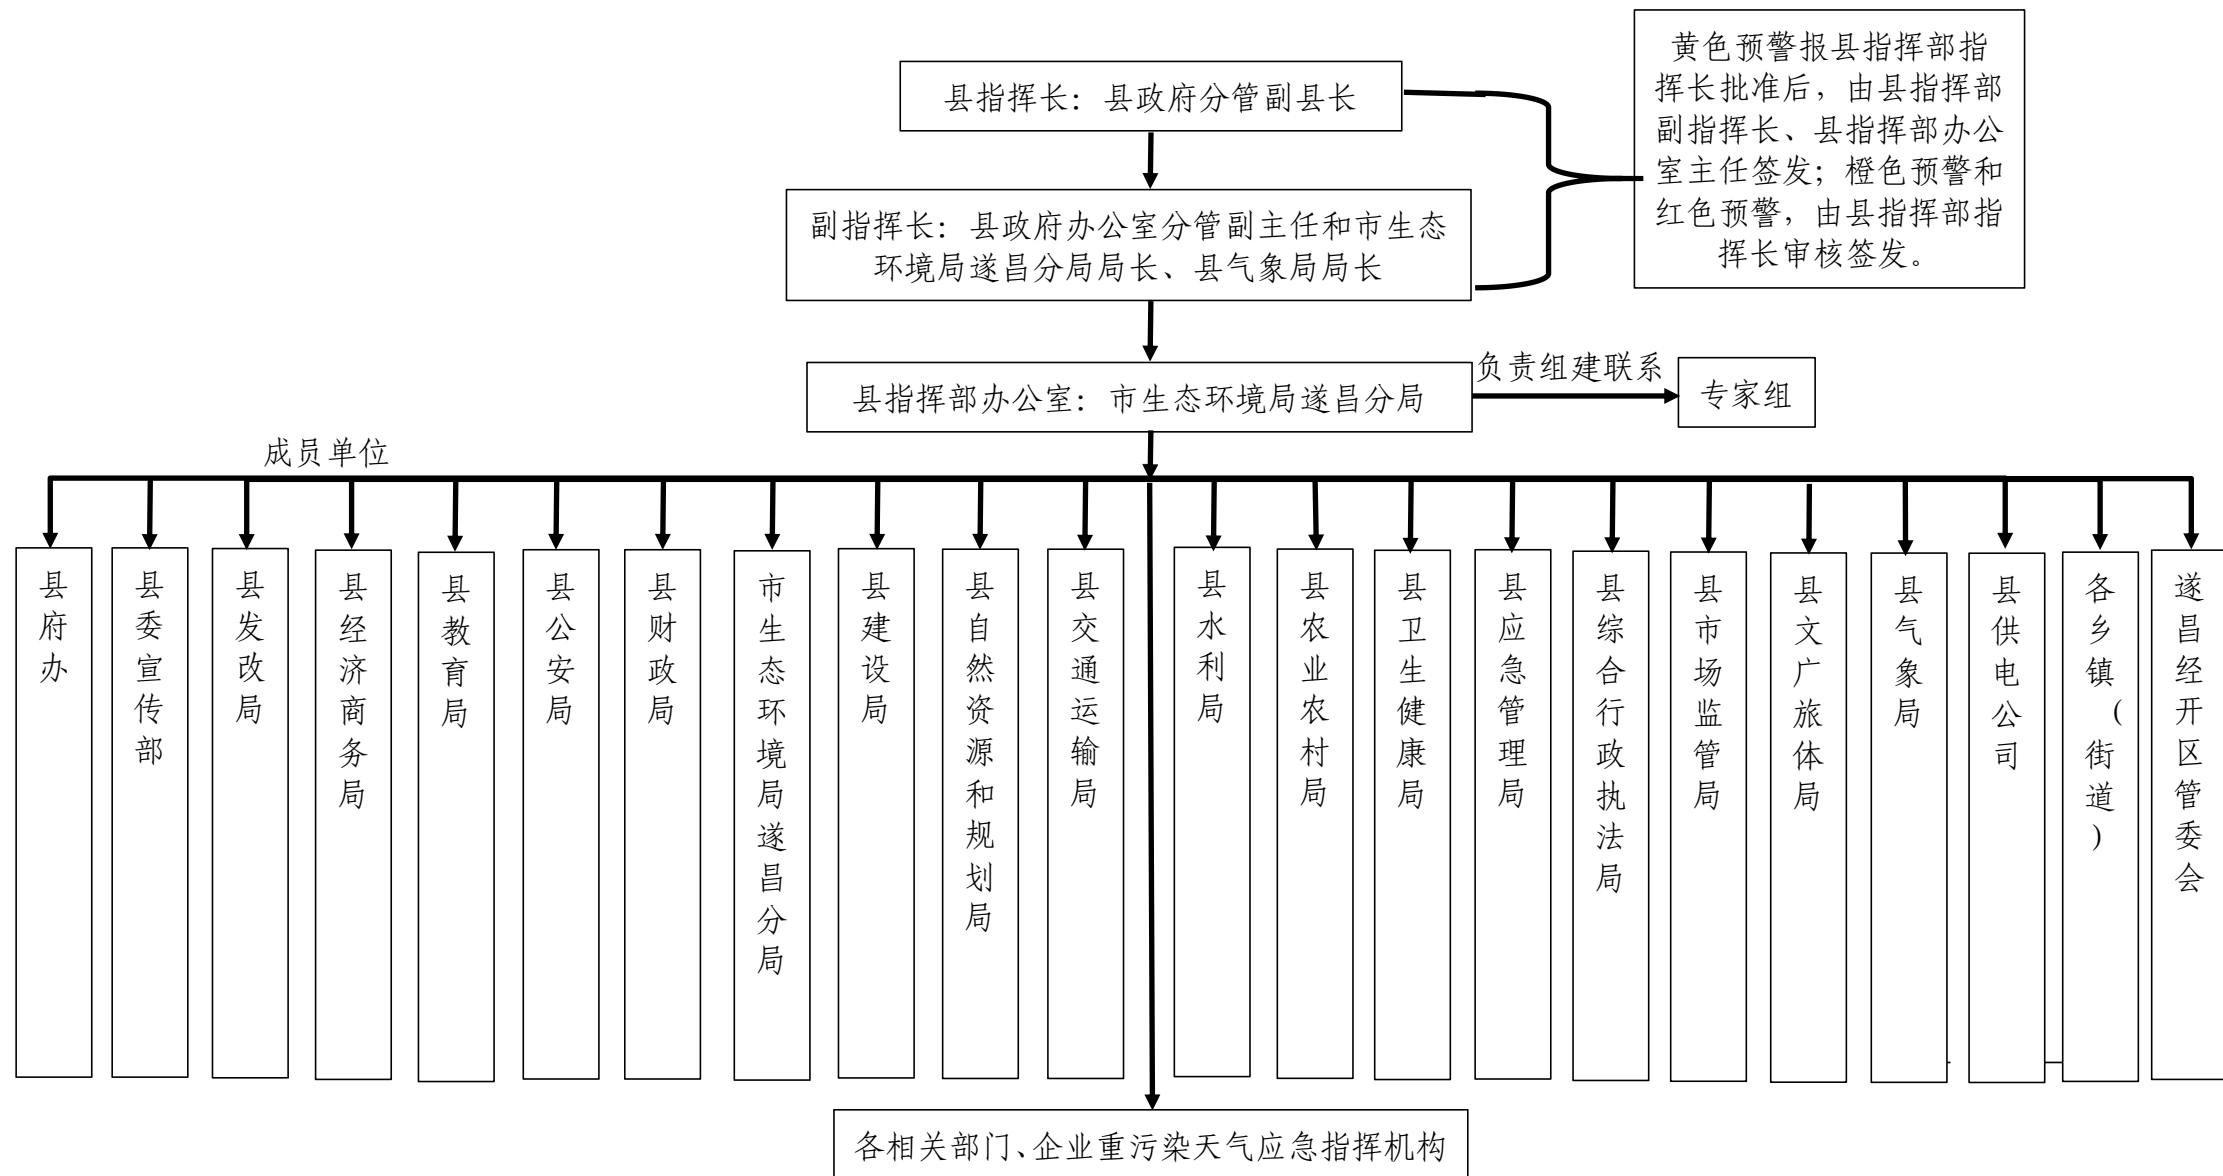 县指挥长：县政府分管副县长
黄色预警报县指挥部指
挥长批准后，由县指挥部
副指挥长、县指挥部办公
室主任签发；橙色预警和
红色预警，由县指挥部指
挥长审核签发。
副指挥长：县政府办公室分管副主任和市生态
环境局遂昌分局局长、县气象局局长
县指挥部办公室：市生态环境局遂昌分局
负责组建联系
专家组
成员单位
县府办
县委宣传部
县发改局
县经济商务局
县教育局
县公安局
县财政局
市生态环境局遂昌分局
县建设局
县自然资源和规划局
县交通运输局
县水利局
县农业农村局
县卫生健康局
县应急管理局
县综合行政执法局
县市场监管局
县文广旅体局
县气象局
县供电公司
各乡镇（街道）
遂昌经开区管委会
各相关部门、企业重污染天气应急指挥机构